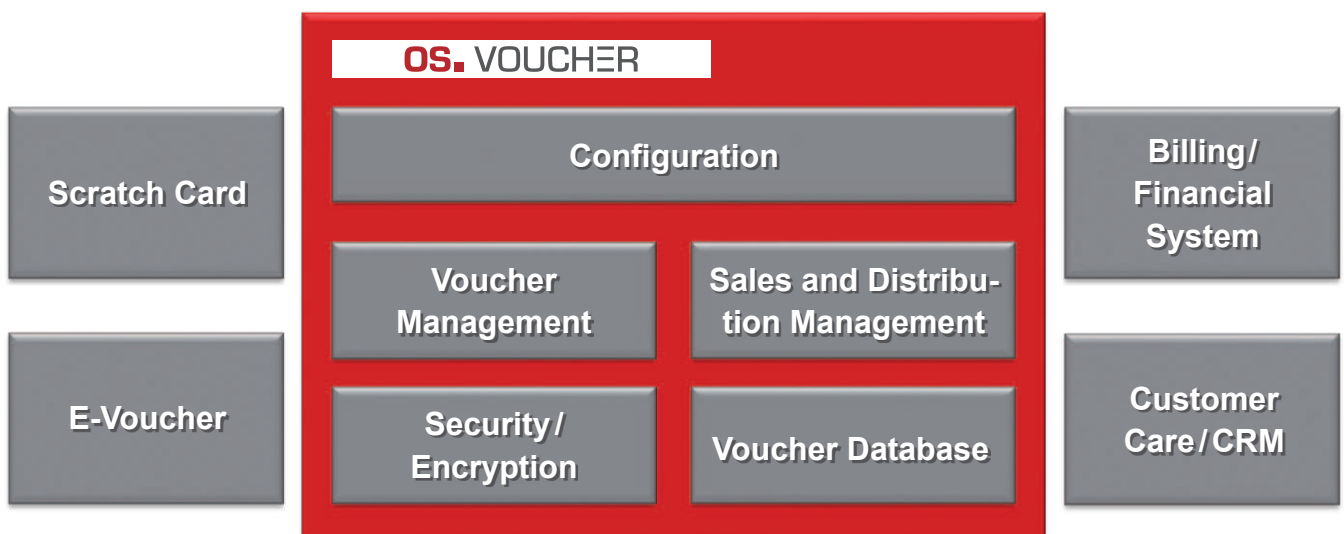 OS. VOUCHER
Configuration
Scratch Card
Billing/
Financial
System
Voucher
Management
Sales and Distribu-
tion Management
E-Voucher
Security/
Encryption
Voucher Database
Customer
Care/CRM